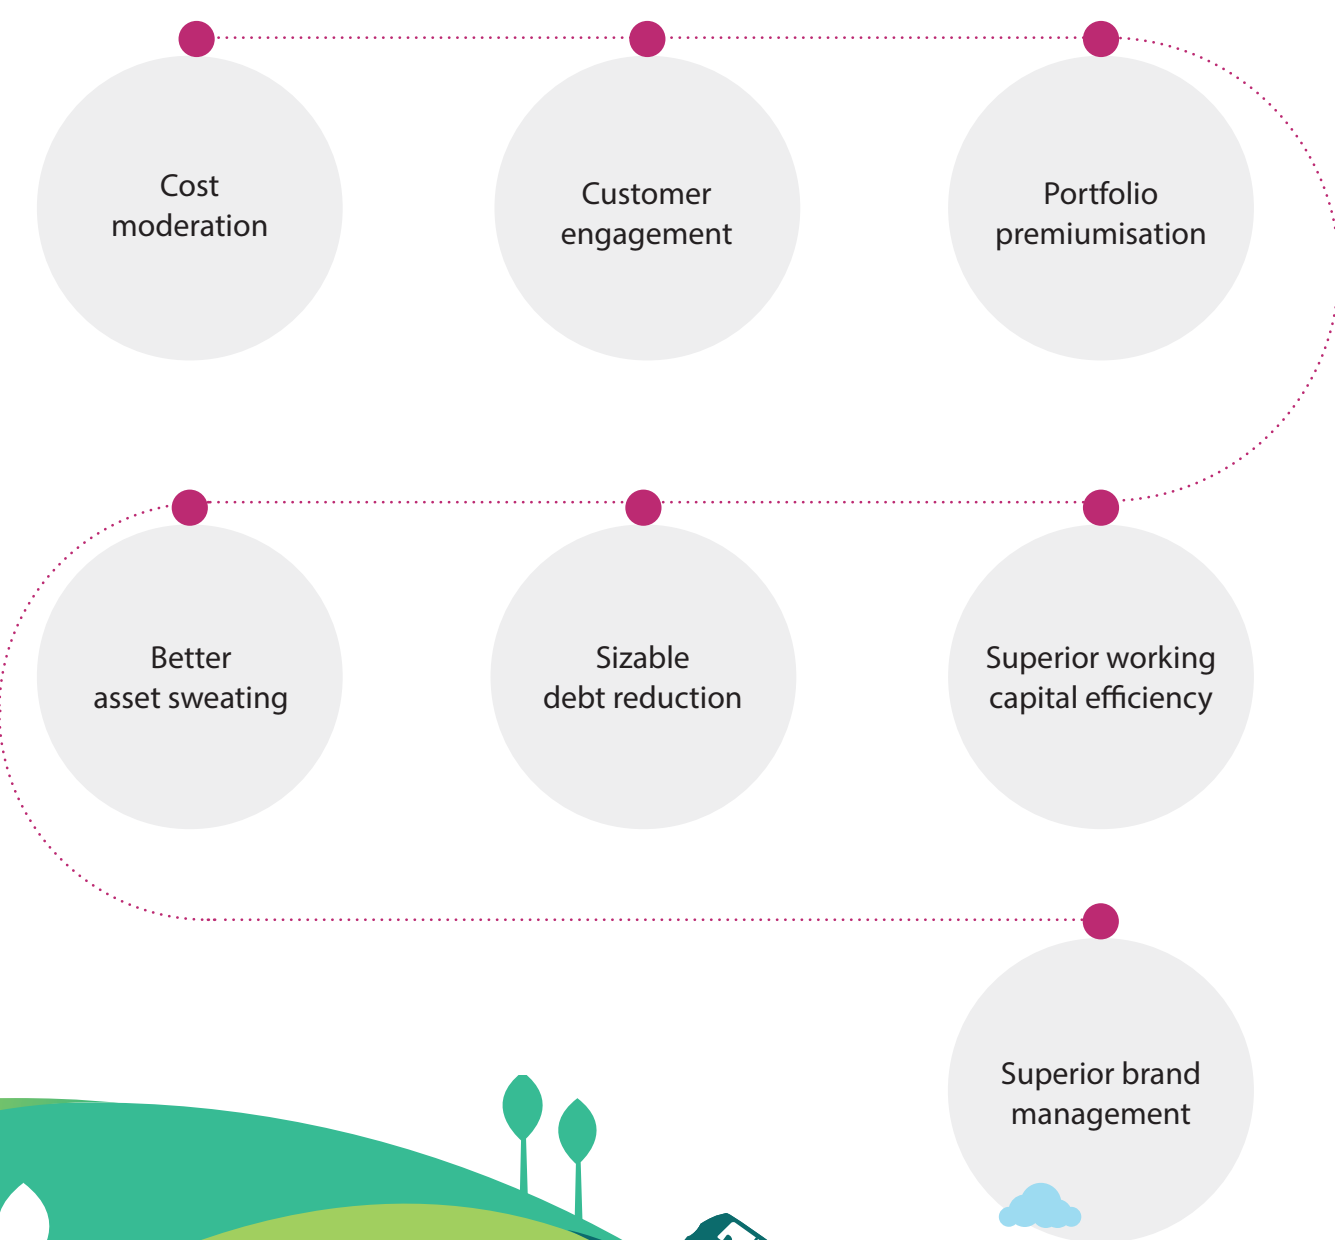 Cost
moderation
Customer
engagement
Portfolio
premiumisation
Better
asset sweating
Sizable
debt reduction
Superior working
capital efficiency
Superior brand
management